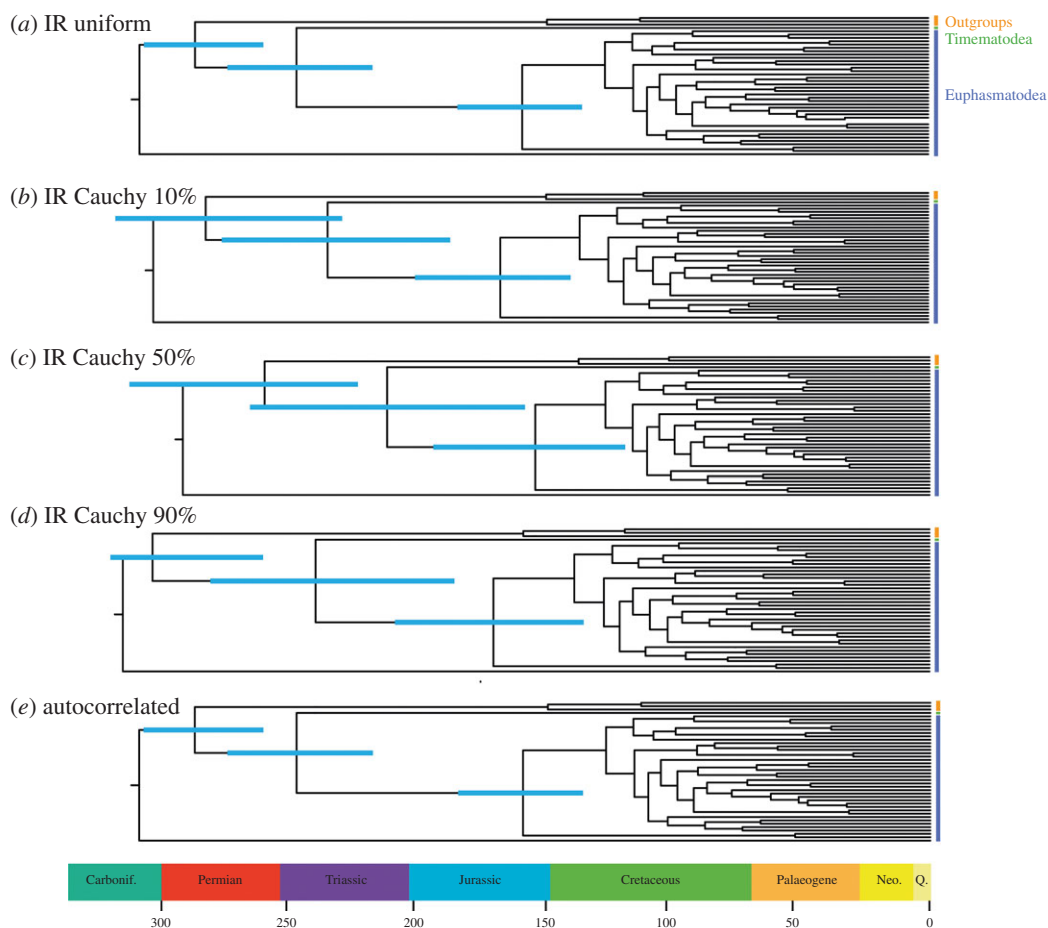 (a) IR uniform
Outgroups
Timematodea
Euphasmatodea
(b) IR Cauchy 10%
(c) IR Cauchy 50%
(d) IR Cauchy 90%
(e) autocorrelated
Carbonif. Permian Triassic Jurassic Cretaceous Palaeogene Neo. Q.
300 250 200 150 100 50 0